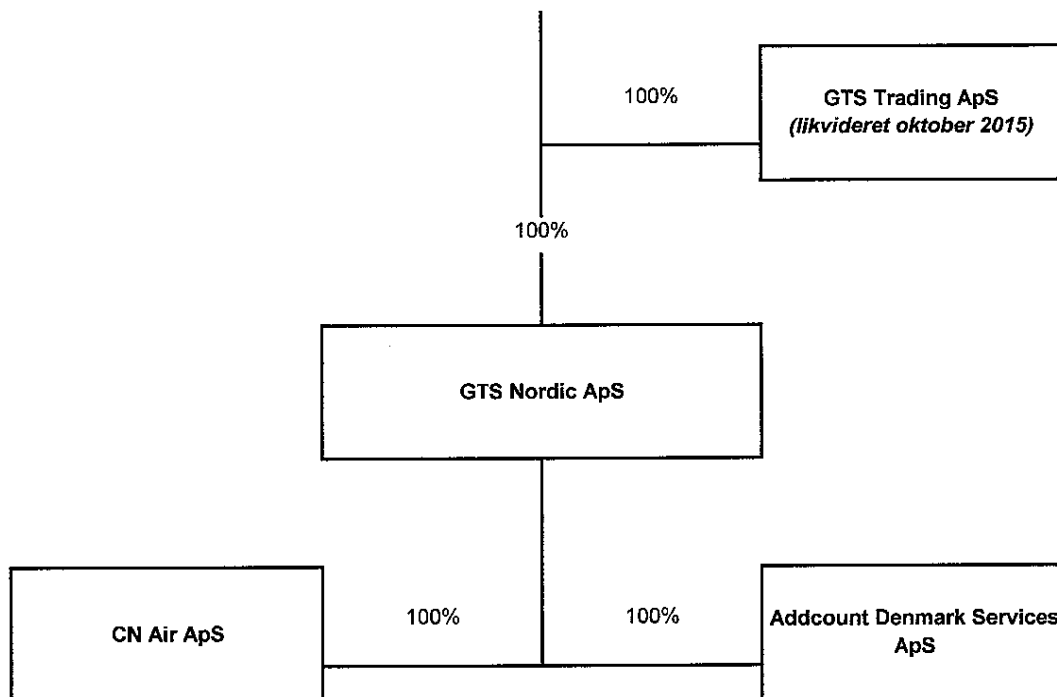 100%
GTS Trading ApS
(likvideret oktober 2015)
100%
GTS Nordic ApS
CN Air ApS
100%
100%
Addcount Denmark Services
ApS